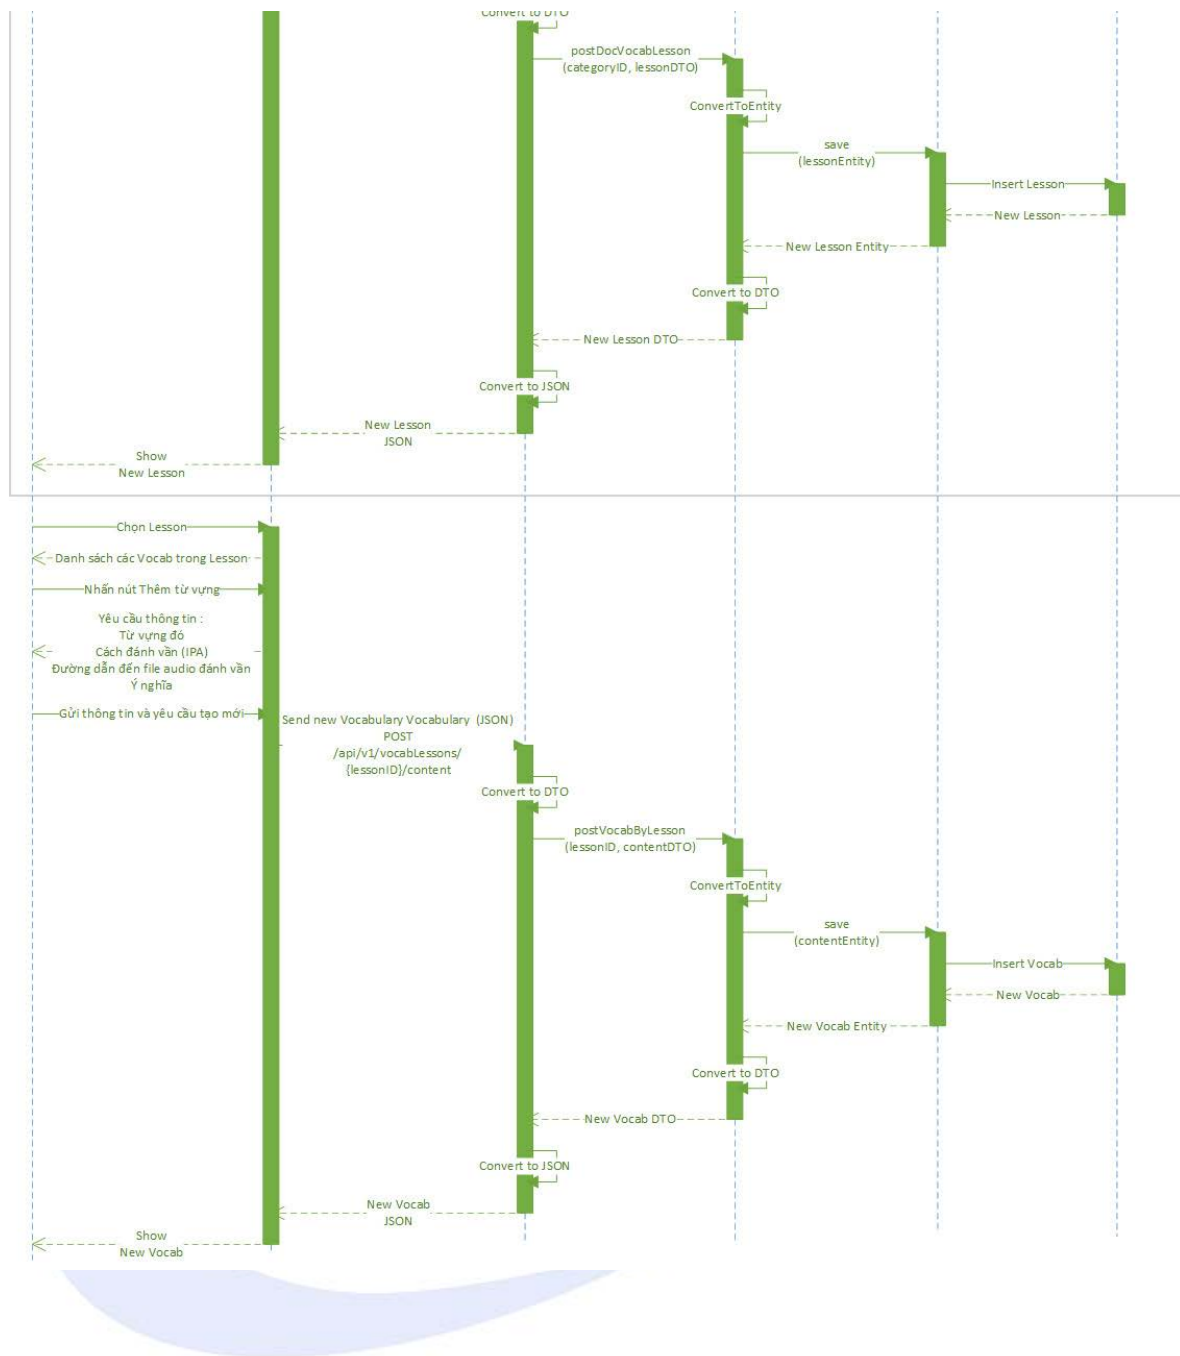 Convert to DTO
postDocVocabLesson
(categoryID, lessonDTO)
ConvertToEntity
save
(lessonEntity)
Insert Lesson
New Lesson
New Lesson Entity
Convert to DTO
New Lesson DTO
Convert to JSON
New Lesson
JSON
Show
New Lesson
Chọn Lesson
Danh sách các Vocab trong Lesson
Nhấn nút Thêm từ vựng
Yêu cầu thông tin :
Từ vựng đó
Cách đánh vần (IPA)
Đường dẫn đến file audio đánh vần
Ý nghĩa
Gửi thông tin và yêu cầu tạo mới
Send new Vocabulary Vocabulary (JSON)
POST
/api/v1/vocabLessons/
{lessonID}/content
Convert to DTO
postVocabByLesson
(lessonID, contentDTO)
ConvertToEntity
save
(contentEntity)
Insert Vocab
New Vocab
New Vocab Entity
Convert to DTO
New Vocab DTO
Convert to JSON
New Vocab
JSON
Show
New Vocab